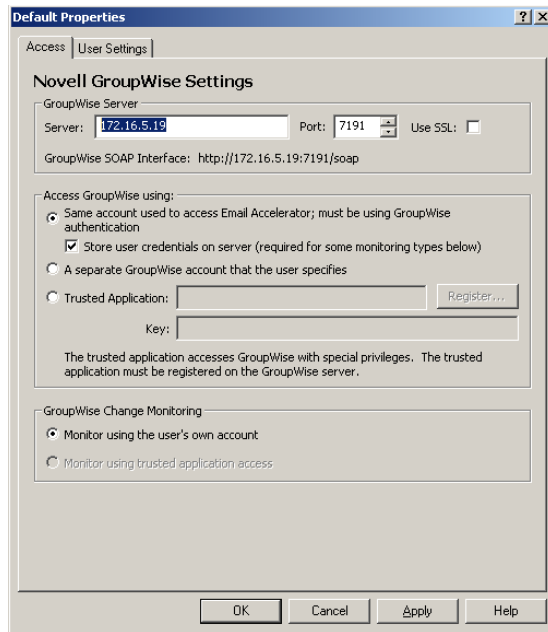 Default Properties
Access User Settings
Novell GroupWise Settings
GroupWise Server
Server: 172.16.5.19 Port: 7191 Use SSL:
GroupWise SOAP Interface: http://172.16.5.19:7191/soap
Access GroupWise using:
Same account used to access Email Accelerator; must be using GroupWise
authentication
Store user credentials on server (required for some monitoring types below)
A separate GroupWise account that the user specifies
Trusted Application: Register...
Key:
The trusted application accesses GroupWise with special privileges. The trusted
application must be registered on the GroupWise server.
GroupWise Change Monitoring
Monitor using the user's own account
Monitor using trusted application access
OK Cancel Apply Help